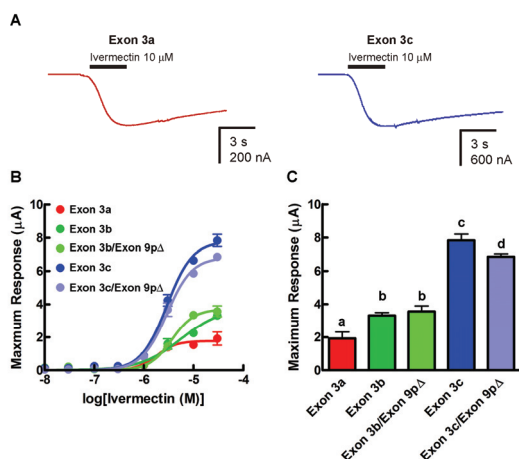 A
Exon 3a
Ivermectin 10 μM
3 s
200 nA
Exon 3c
Ivermectin 10 μM
3 s
600 nA
B
Maxmum Response (μA)
10
8
6
4
2
0
Exon 3a
Exon 3b
Exon 3b/Exon 9pΔ
Exon 3c
Exon 3c/Exon 9pΔ
-8 -7 -6 -5 -4
log[Ivermectin (M)]
C
Maximum Response (μA)
10
8
6
4
2
0
a
b
b
c
d
Exon 3a
Exon 3b
Exon 3b/Exon 9pΔ
Exon 3c
Exon 3c/Exon 9pΔ